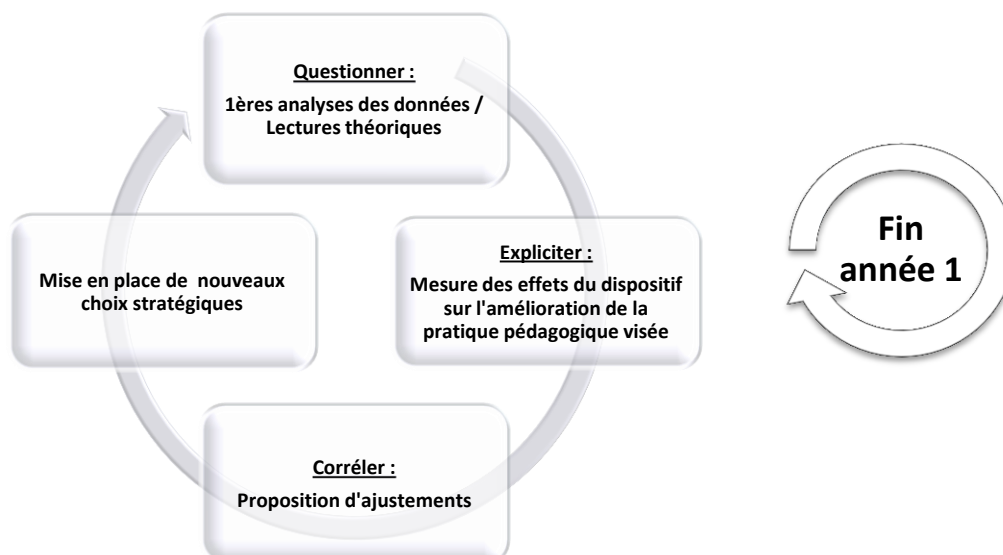 Questionner :
1ères analyses des données /
Lectures théoriques
Expliciter :
Mesure des effets du dispositif
sur l'amélioration de la
pratique pédagogique visée
Corréler :
Proposition d'ajustements
Mise en place de nouveaux
choix stratégiques
Fin
année 1